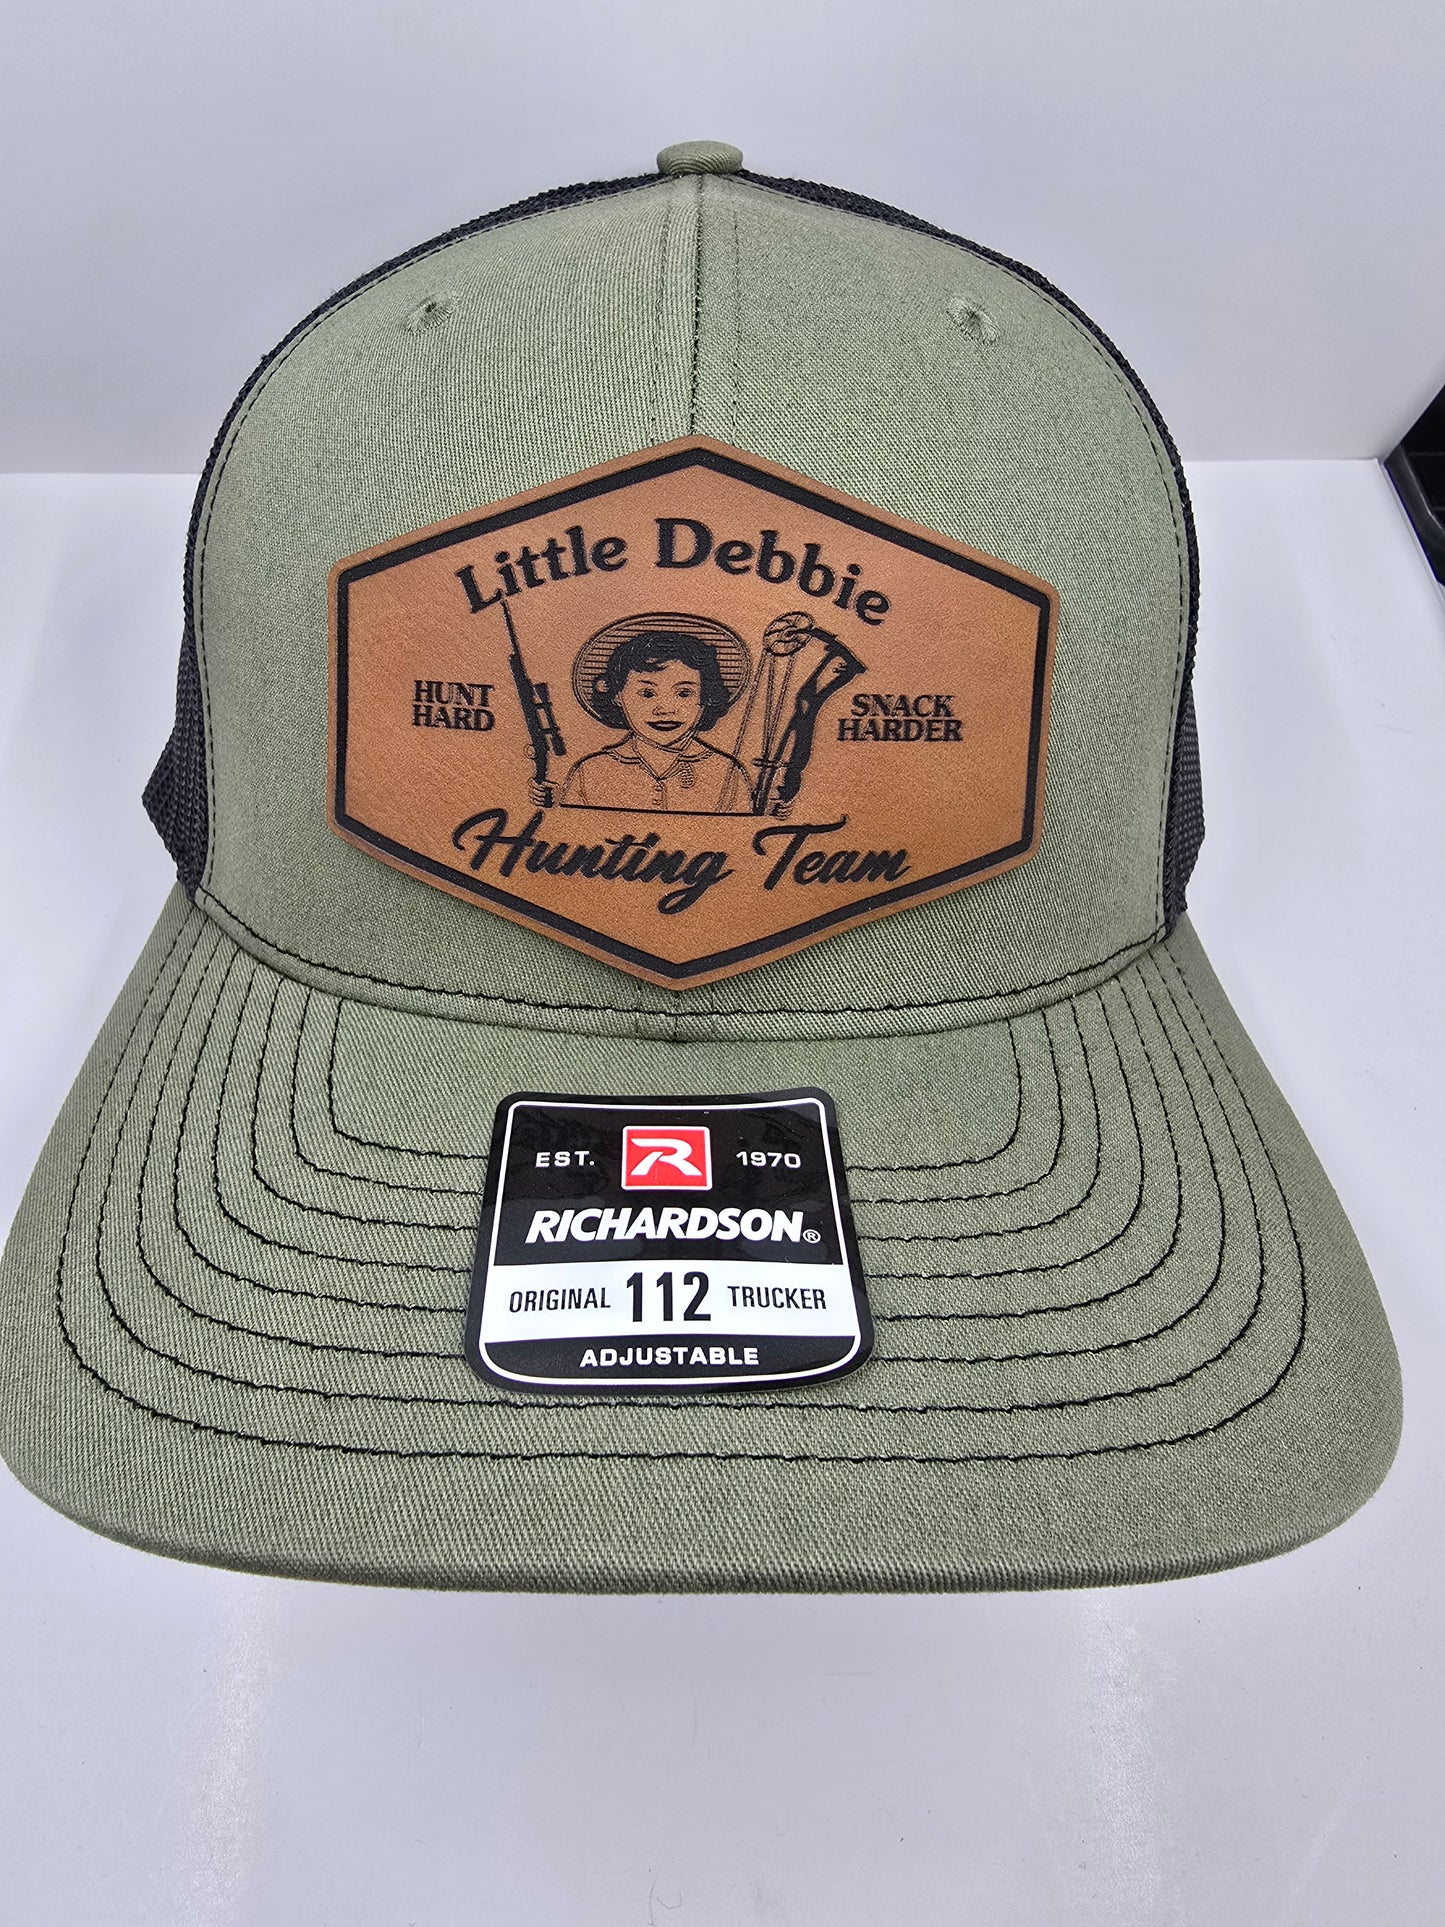 Little Debbie
HUNT
HARD
SNACK
HARDER
Hunting Team
EST. R 1970
RICHARDSON®
ORIGINAL 112 TRUCKER
ADJUSTABLE